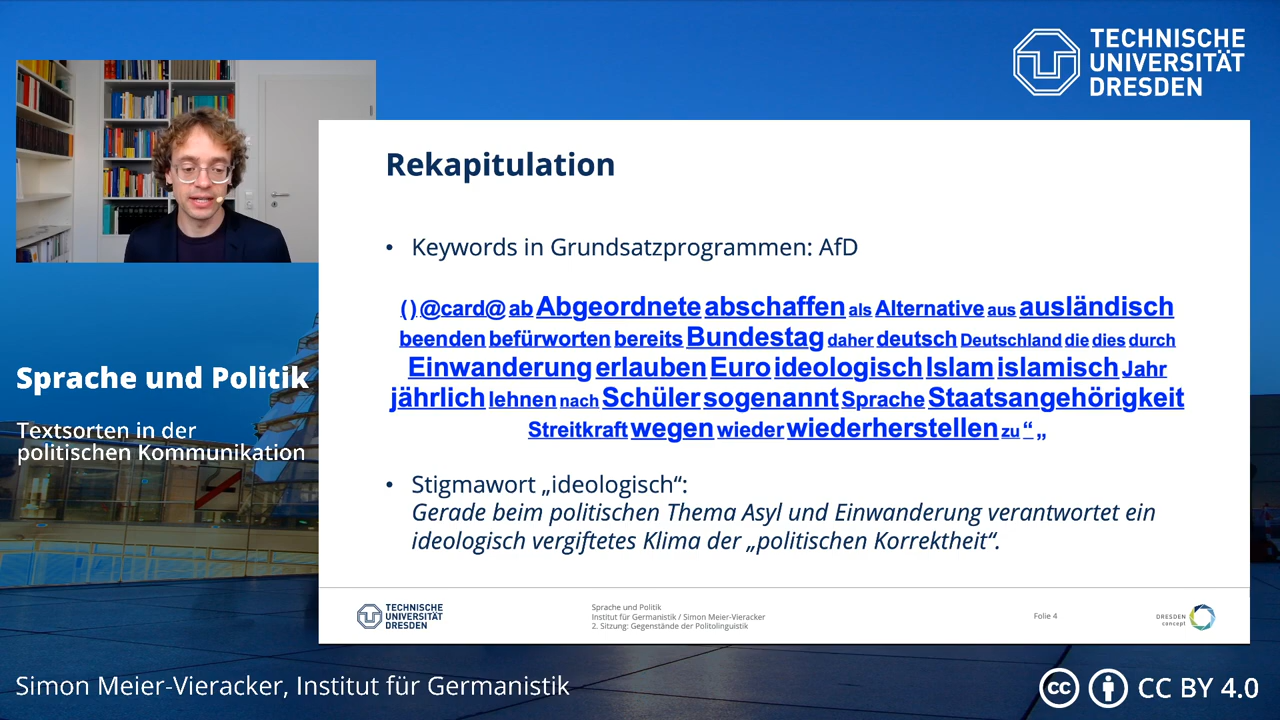 TECHNISCHE
UNIVERSITÄT
DRESDEN
Rekapitulation
• Keywords in Grundsatzprogrammen: AfD
( ) @card@ ab Abgeordnete abschaffen als Alternative aus ausländisch
beenden befürworten bereits Bundestag daher deutsch Deutschland die dies durch
Einwanderung erlauben Euro ideologisch Islam islamisch Jahr
jährlich lehnen nach Schüler sogenannt Sprache Staatsangehörigkeit
Streitkraft wegen wieder wiederherstellen zu “ „
• Stigmawort „ideologisch“:
Gerade beim politischen Thema Asyl und Einwanderung verantwortet ein
ideologisch vergiftetes Klima der „politischen Korrektheit“.
Sprache und Politik
Textsorten in der
politischen Kommunikation
TECHNISCHE
UNIVERSITÄT
DRESDEN
Sprache und Politik
Institut für Germanistik / Simon Meier-Vieracker
2. Sitzung: Gegenstände der Politolinguistik
Folie 4
DRESDEN
concept
Simon Meier-Vieracker, Institut für Germanistik
cc CC BY 4.0